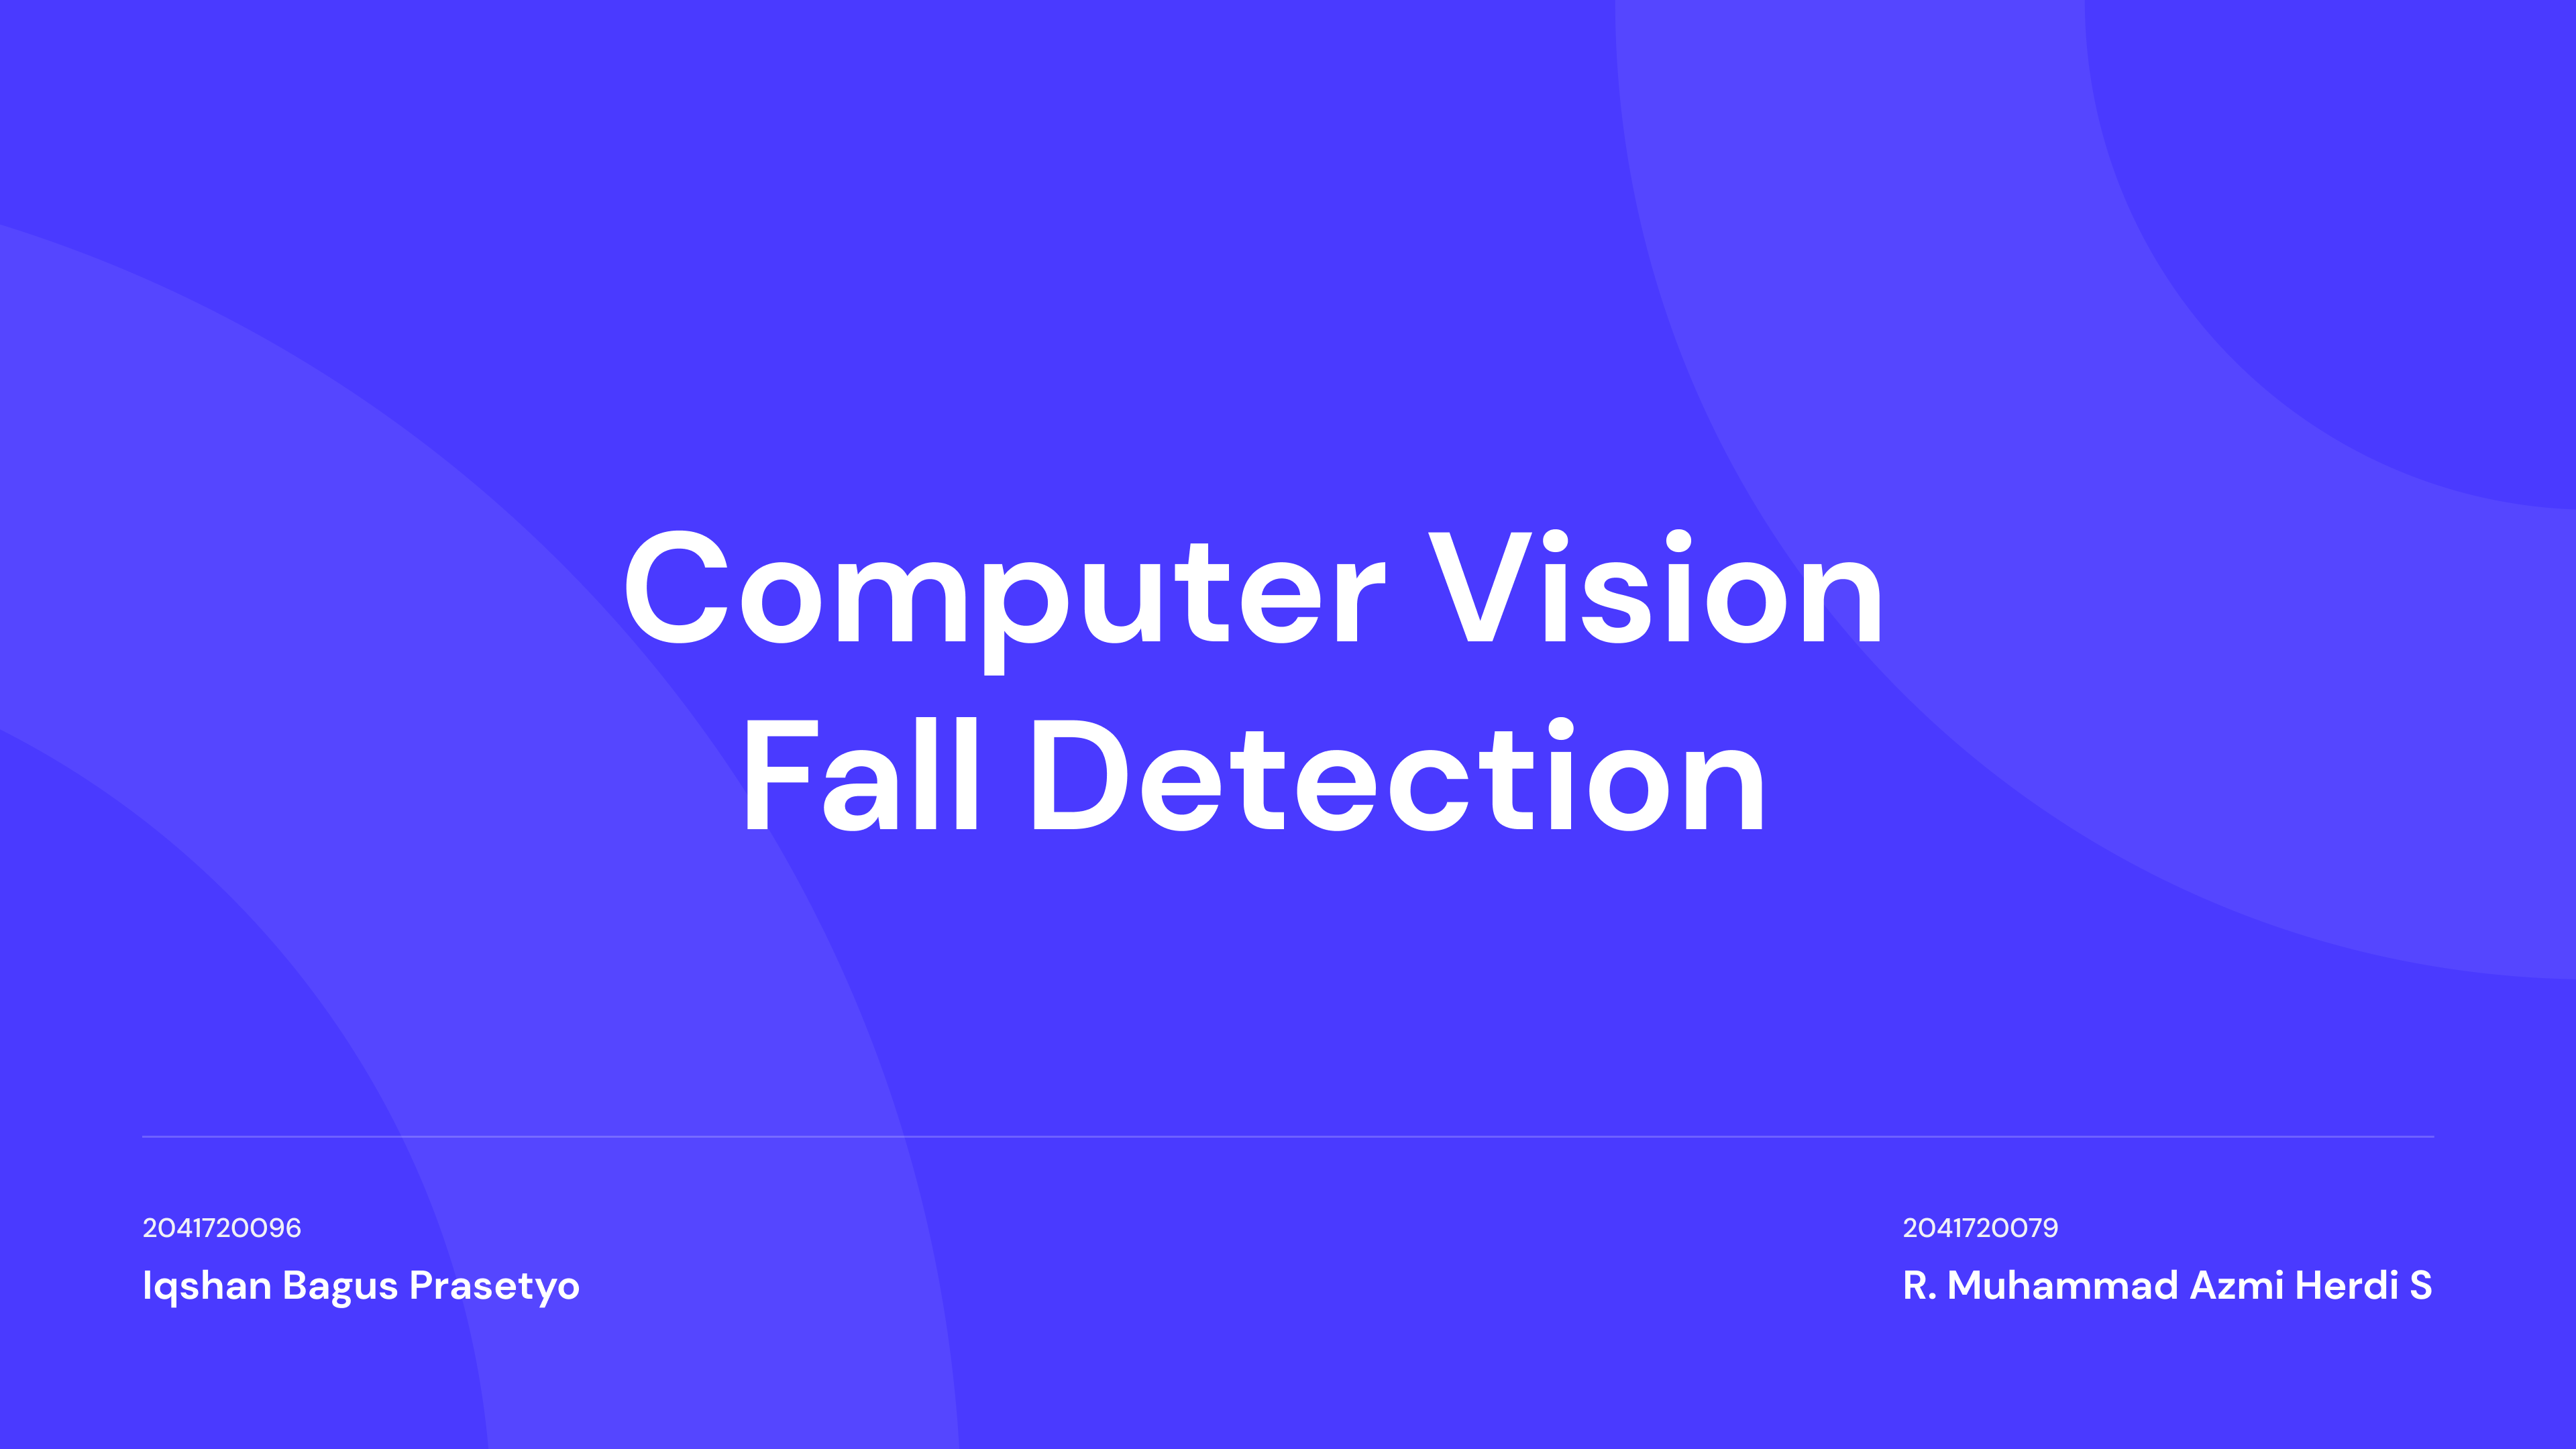 Computer Vision
Fall Detection
2041720096
Iqshan Bagus Prasetyo
2041720079
R. Muhammad Azmi Herdi S